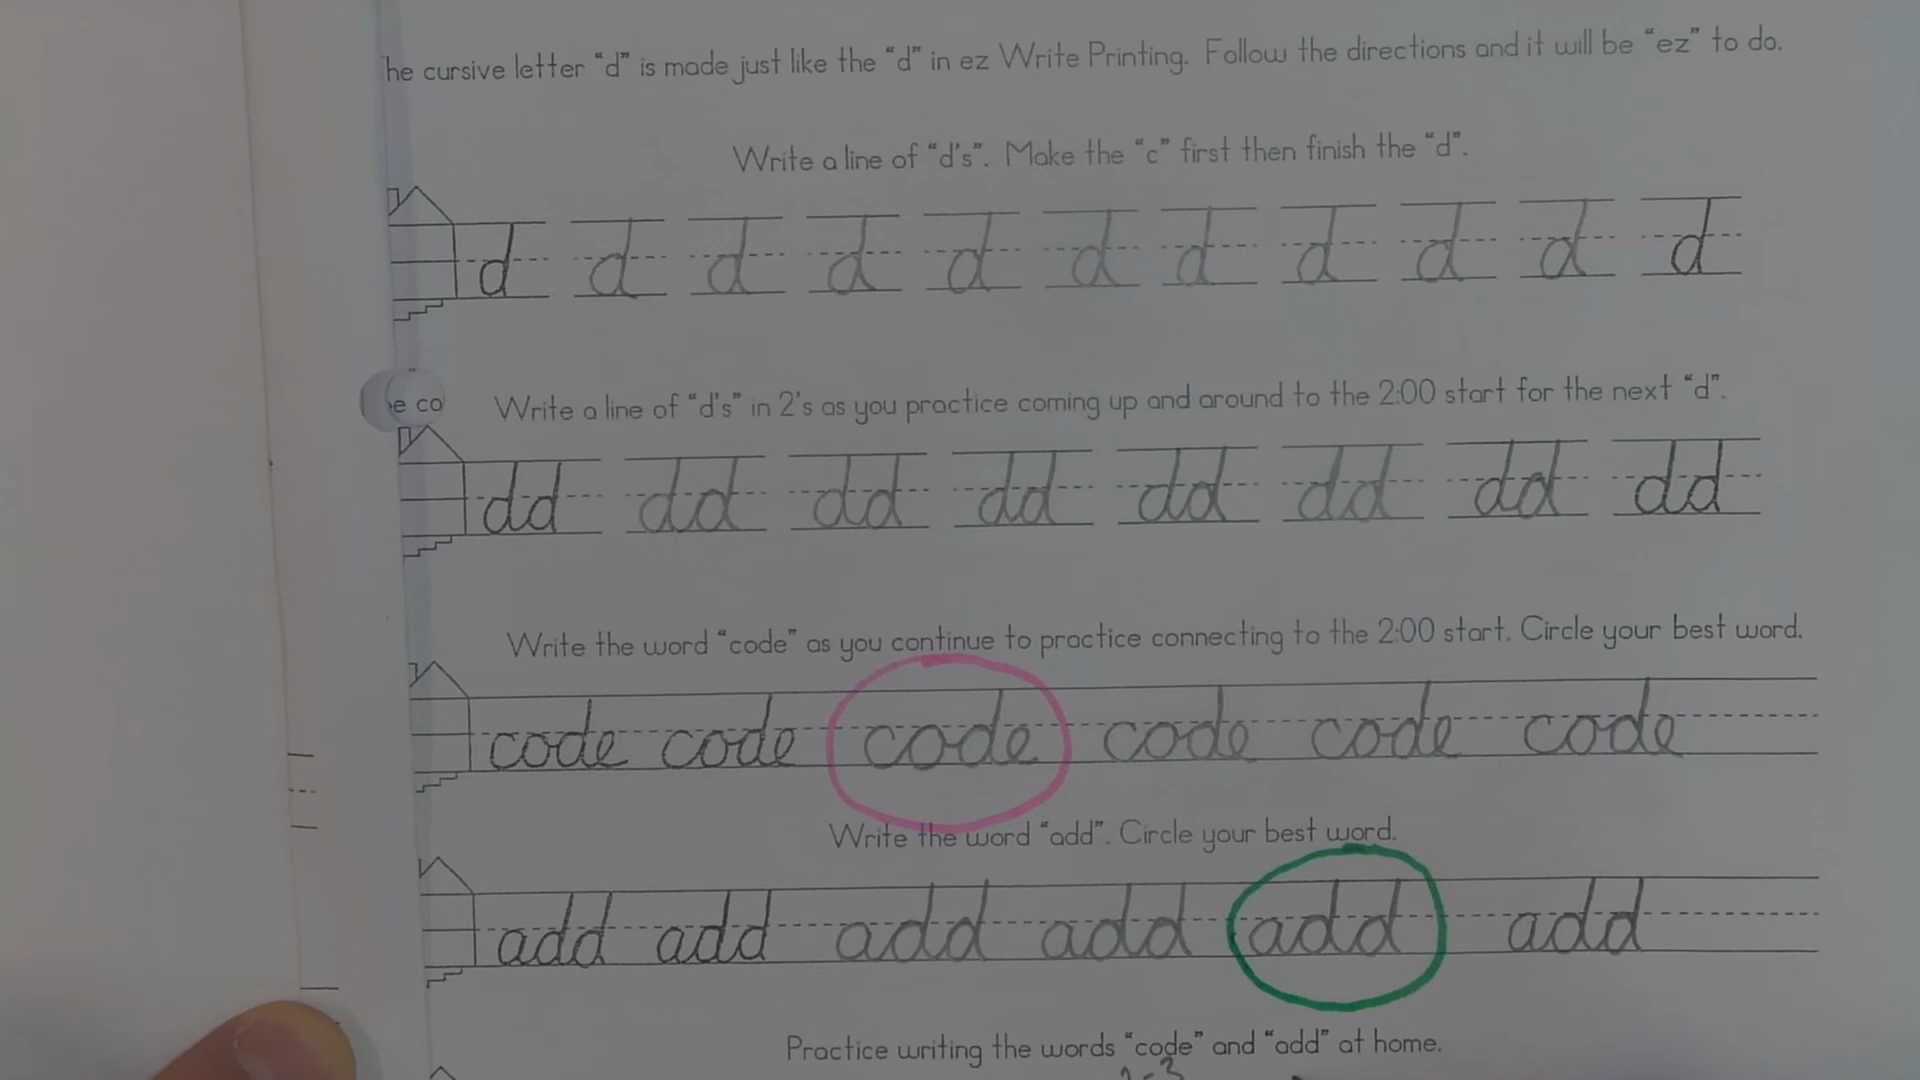 he cursive letter “d” is made just like the “d” in ez Write Printing. Follow the directions and it will be “ez” to do.
Write a line of “d's”. Make the “c” first then finish the “d”.
d d d d d d d d d d d
e co
Write a line of “d's” in 2's as you practice coming up and around to the 2:00 start for the next “d”.
dd dd dd dd dd dd dd dd
Write the word “code” as you continue to practice connecting to the 2:00 start. Circle your best word.
code code code code code code
Write the word “add”. Circle your best word.
add add add add add add
Practice writing the words “code” and “add” at home.